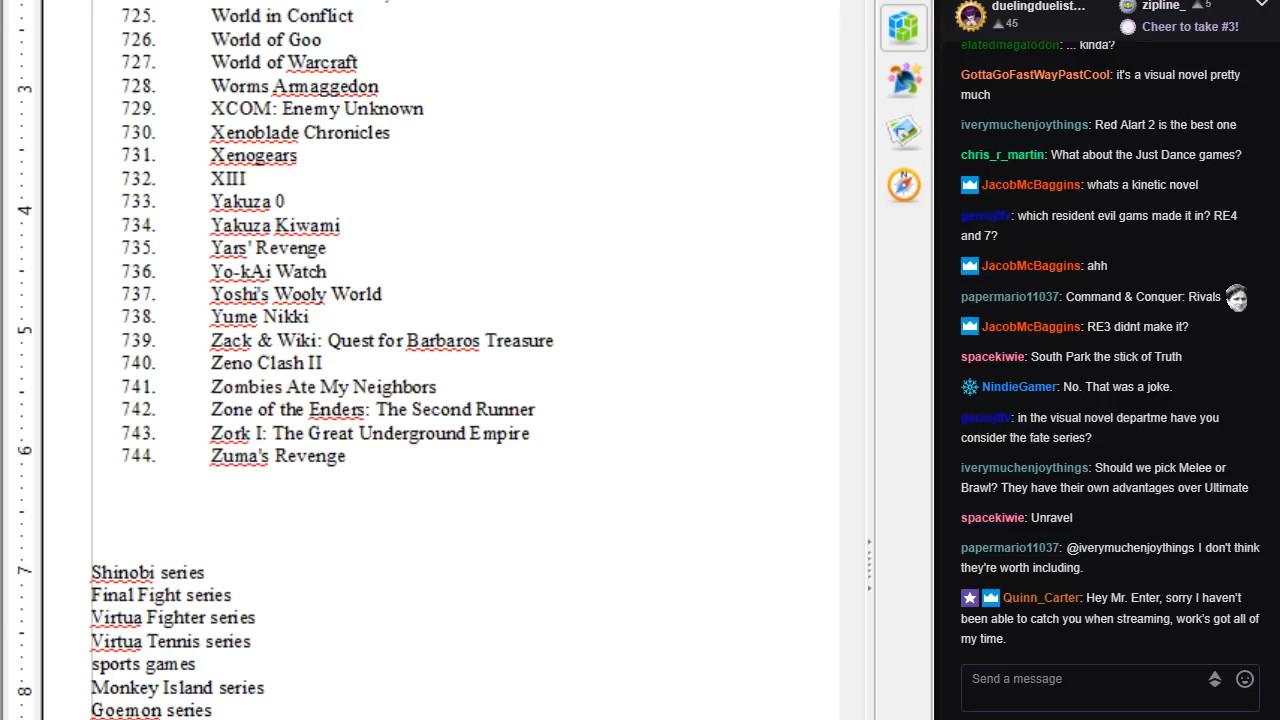 725. World in Conflict
726. World of Goo
727. World of Warcraft
728. Worms Armaggedon
729. XCOM: Enemy Unknown
730. Xenoblade Chronicles
731. Xenogears
732. XIII
733. Yakuza 0
734. Yakuza Kiwami
735. Yars' Revenge
736. Yo-kAi Watch
737. Yoshi's Wooly World
738. Yume Nikki
739. Zack & Wiki: Quest for Barbaros Treasure
740. Zeno Clash II
741. Zombies Ate My Neighbors
742. Zone of the Enders: The Second Runner
743. Zork I: The Great Underground Empire
744. Zuma's Revenge
Shinobi series
Final Fight series
Virtua Fighter series
Virtua Tennis series
sports games
Monkey Island series
Goemon series
3
4
5
6
7
8
N
duelingduelist...
45
zipline_ 5
Cheer to take #3!
elatedmegalodon: ... kinda?
GottaGoFastWayPastCool: it's a visual novel pretty
much
iverymuchenjoythings: Red Alart 2 is the best one
chris_r_martin: What about the Just Dance games?
JacobMcBaggins: whats a kinetic novel
which resident evil gams made it in? RE4
and 7?
JacobMcBaggins: ahh
papermario11037: Command & Conquer: Rivals
JacobMcBaggins: RE3 didnt make it?
spacekiwie: South Park the stick of Truth
NindieGamer: No. That was a joke.
in the visual novel departme have you
consider the fate series?
iverymuchenjoythings: Should we pick Melee or
Brawl? They have their own advantages over Ultimate
spacekiwie: Unravel
papermario11037: @iverymuchenjoythings I don't think
they're worth including.
Quinn_Carter: Hey Mr. Enter, sorry I haven't
been able to catch you when streaming, work's got all of
my time.
Send a message